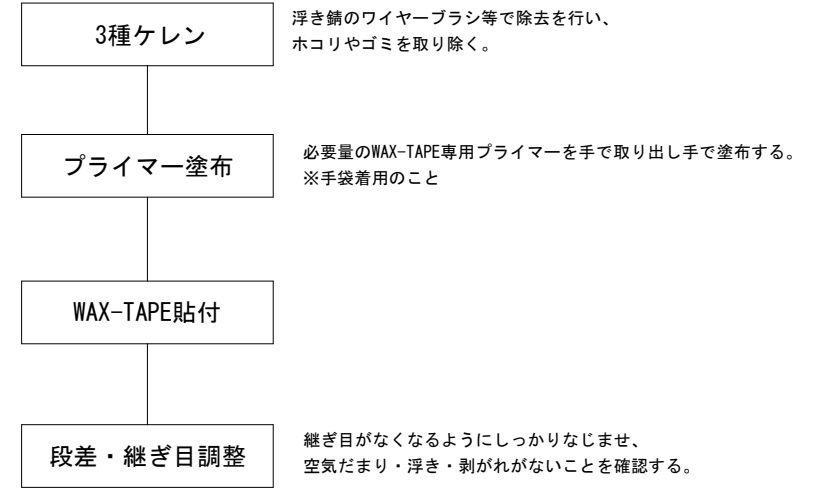 3種ケレン
浮き錆のワイヤーブラシ等で除去を行い、
ホコリやゴミを取り除く。
プライマー塗布
必要量のWAX-TAPE専用プライマーを手で取り出し手で塗布する。
※手袋着用のこと
WAX-TAPE貼付
段差・継ぎ目調整
継ぎ目がなくなるようにしっかりなじませ、
空気だまり・浮き・剥がれがないことを確認する。